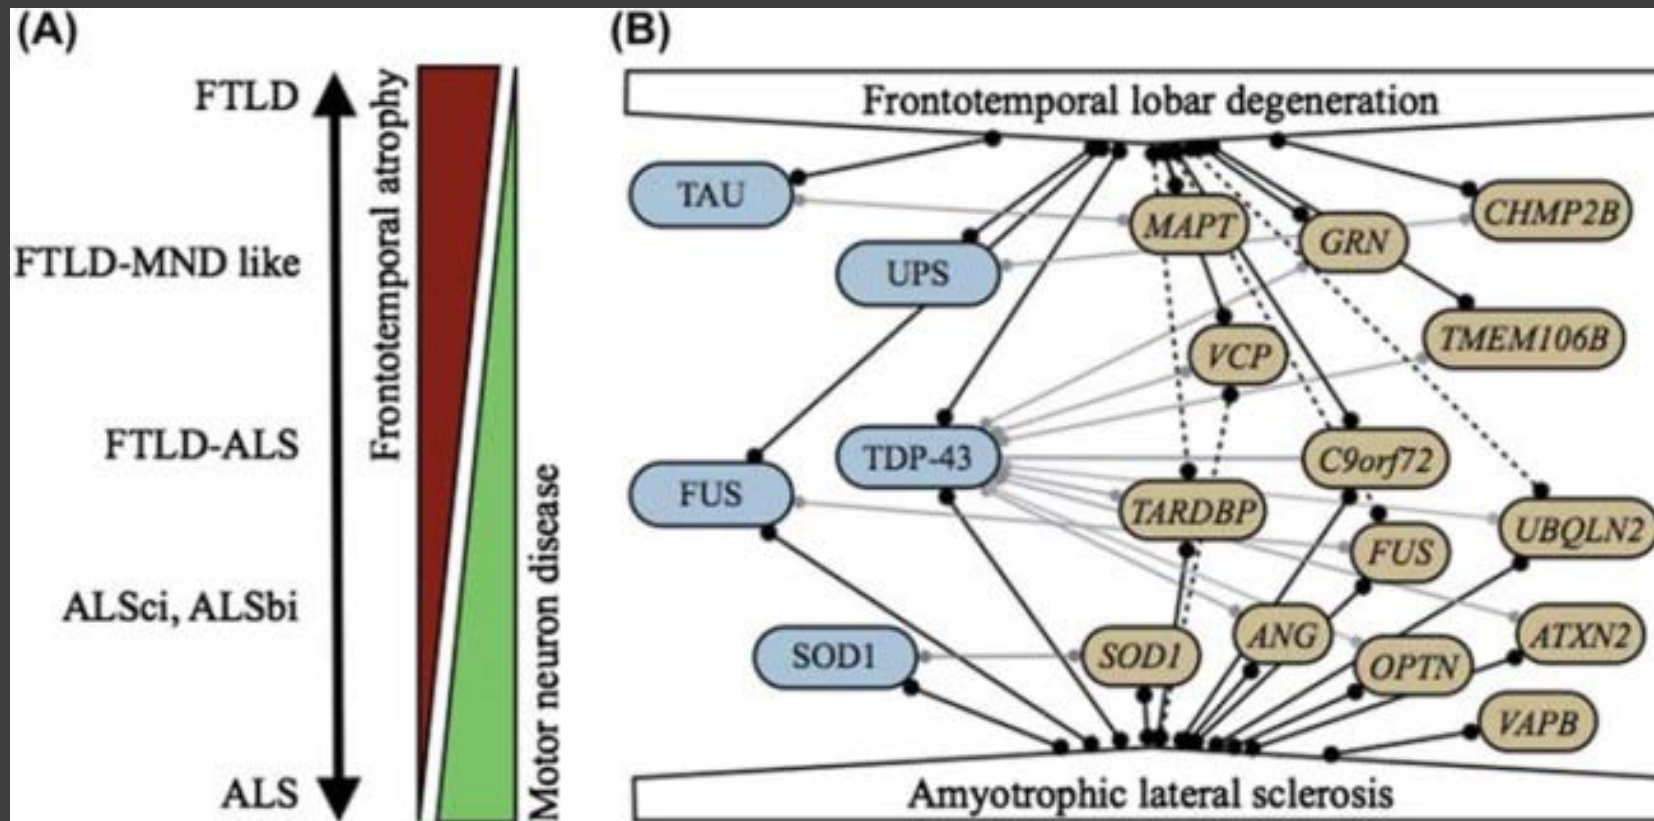 (A)
FTLD
FTLD-MND like
FTLD-ALS
ALSci, ALSbi
ALS
Frontotemporal atrophy
Motor neuron disease
(B)
Frontotemporal lobar degeneration
TAU
MAPT
CHMP2B
GRN
UPS
TMEM106B
VCP
TDP-43
C9orf72
FUS
TARDBP
UBQLN2
FUS
SOD1
SOD1
ANG
ATXN2
OPTN
VAPB
Amyotrophic lateral sclerosis